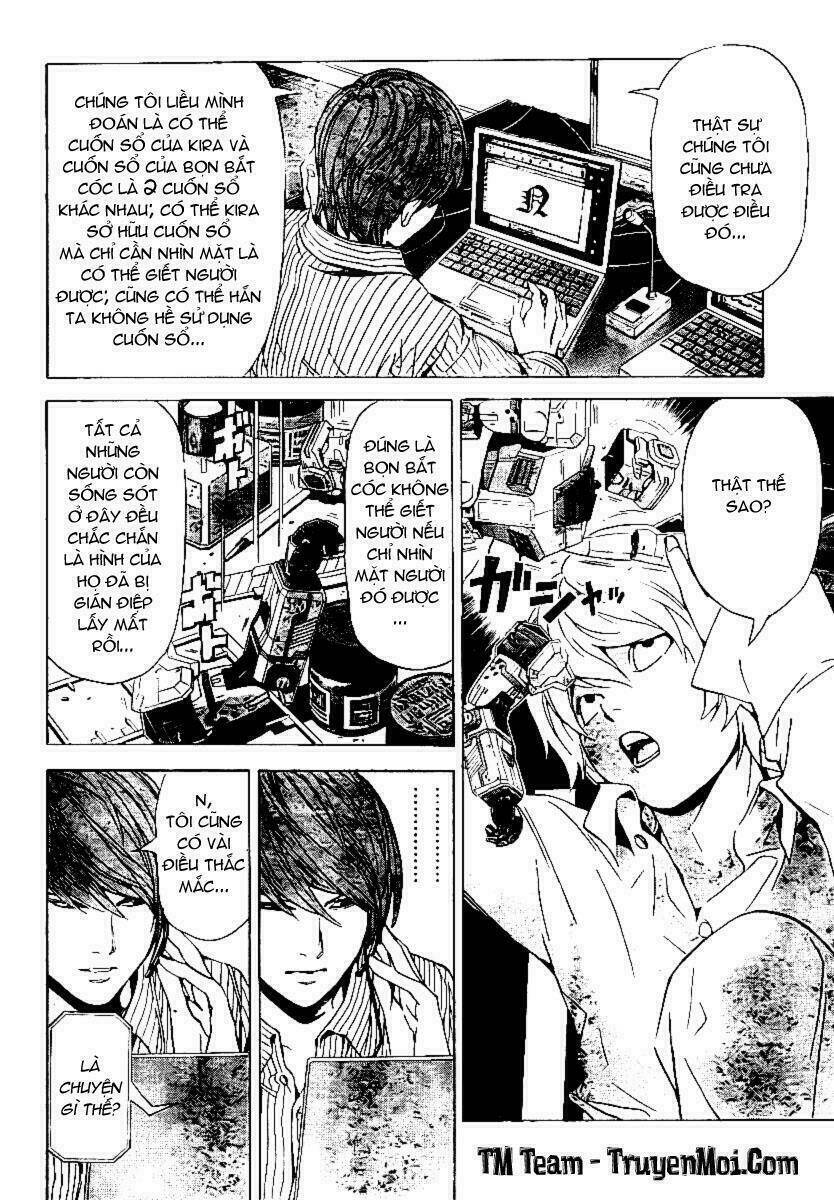 THẬT SỰ
CHÚNG TÔI
CŨNG CHƯA
ĐIỀU TRA
ĐƯỢC ĐIỀU
ĐÓ...
CHÚNG TÔI LIỀU MÌNH
ĐOÁN LÀ CÓ THỂ
CUỐN SỔ CỦA KIRA VÀ
CUỐN SỔ CỦA BỌN BẮT
CÓC LÀ 2 CUỐN SỔ
KHÁC NHAU; CÓ THỂ KIRA
SỞ HỮU CUỐN SỔ
MÀ CHỈ CẦN NHÌN MẶT LÀ
CÓ THỂ GIẾT NGƯỜI
ĐƯỢC; CŨNG CÓ THỂ HẮN
TA KHÔNG HỀ SỬ DỤNG
CUỐN SỔ...
N
THẬT THẾ
SAO?
ガシャッ
ĐÚNG LÀ
BỌN BẮT
CÓC KHÔNG
THỂ GIẾT
NGƯỜI NẾU
CHỈ NHÌN
MẶT NGƯỜI
ĐÓ ĐƯỢC
...
TẤT CẢ
NHỮNG
NGƯỜI CÒN
SỐNG SÓT
Ở ĐÂY ĐỀU
CHẮC CHẮN
LÀ HÌNH CỦA
HỌ ĐÃ BỊ
GIÁN ĐIỆP
LẤY MẤT
RỒI...
N,
TÔI CŨNG
CÓ VÀI
ĐIỀU THẮC
MẮC...
LÀ
CHUYỆN
GÌ THẾ?
TM Team - TruyenMoi.Com